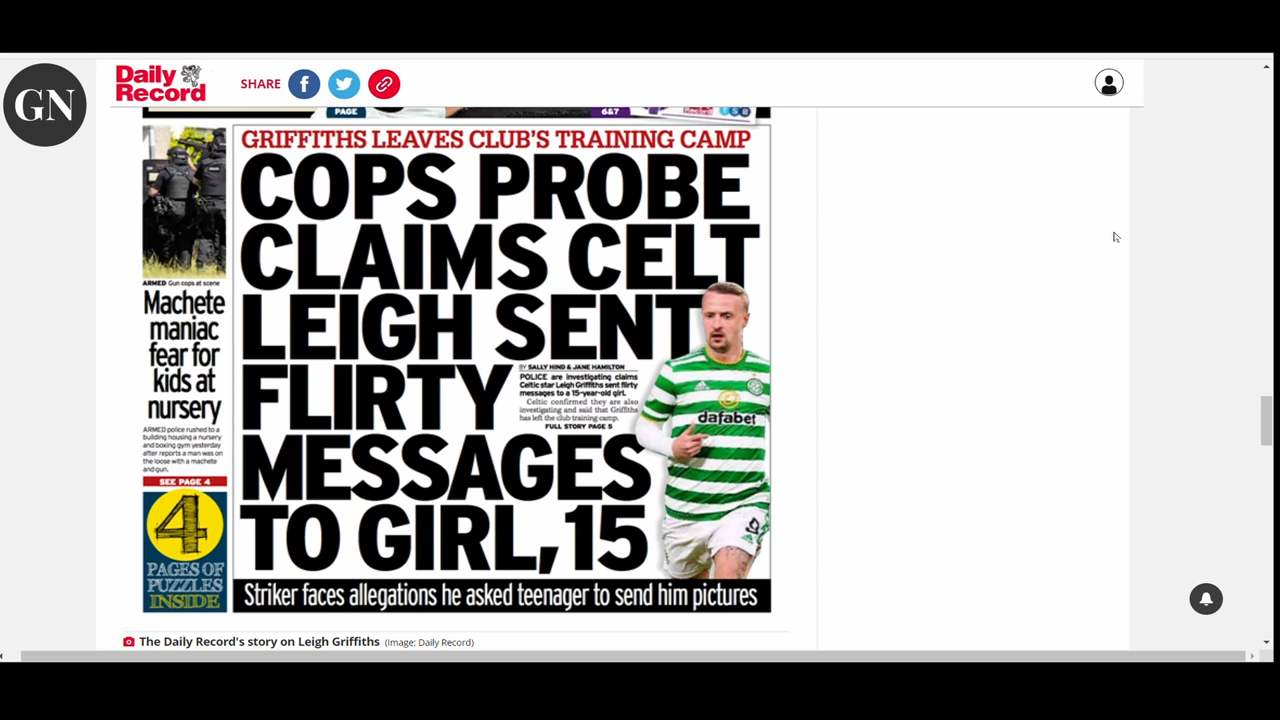 GN
Daily
Record
SHARE
PAGE
6&7
GRIFFITHS LEAVES CLUB'S TRAINING CAMP
COPS PROBE
CLAIMS CELT
LEIGH SENT
FLIRTY
MESSAGES
TO GIRL, 15
BY SALLY HIND & JANE HAMILTON
POLICE are investigating claims
Celtic star Leigh Griffiths sent flirty
messages to a 15-year-old girl.
Celtic confirmed they are also
investigating and said that Griffiths
has left the club training camp.
FULL STORY PAGE 5
dafabet
9
Striker faces allegations he asked teenager to send him pictures
ARMED Gun cops at scene
Machete
maniac
fear for
kids at
nursery
ARMED police rushed to a
building housing a nursery
and boxing gym yesterday
after reports a man was on
the loose with a machete
and gun.
SEE PAGE 4
4
PAGES OF
PUZZLES
INSIDE
The Daily Record's story on Leigh Griffiths (Image: Daily Record)